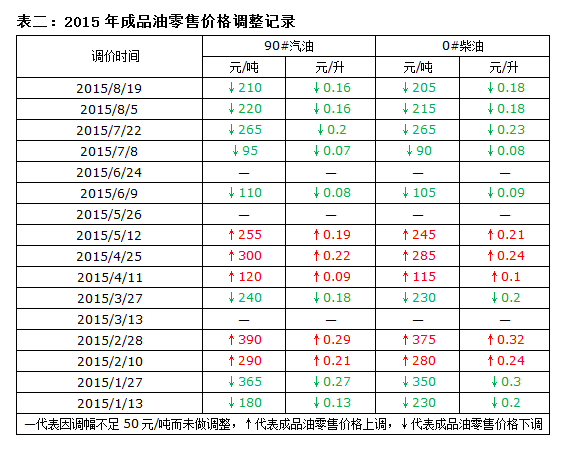 表二：2015 年成品油零售价格调整记录
调价时间 90#汽油 0#柴油
元/吨 元/升 元/吨 元/升
2015/8/19 ↓210 ↓0.16 ↓205 ↓0.18
2015/8/5 ↓220 ↓0.16 ↓215 ↓0.18
2015/7/22 ↓265 ↓0.2 ↓265 ↓0.23
2015/7/8 ↓95 ↓0.07 ↓90 ↓0.08
2015/6/24 — — — —
2015/6/9 ↓110 ↓0.08 ↓105 ↓0.09
2015/5/26 — — — —
2015/5/12 ↑255 ↑0.19 ↑245 ↑0.21
2015/4/25 ↑300 ↑0.22 ↑285 ↑0.24
2015/4/11 ↑120 ↑0.09 ↑115 ↑0.1
2015/3/27 ↓240 ↓0.18 ↓230 ↓0.2
2015/3/13 — — — —
2015/2/28 ↑390 ↑0.29 ↑375 ↑0.32
2015/2/10 ↑290 ↑0.21 ↑280 ↑0.24
2015/1/27 ↓365 ↓0.27 ↓350 ↓0.3
2015/1/13 ↓180 ↓0.13 ↓230 ↓0.2
—代表因调幅不足 50 元/吨而未做调整，↑代表成品油零售价格上调，↓代表成品油零售价格下调